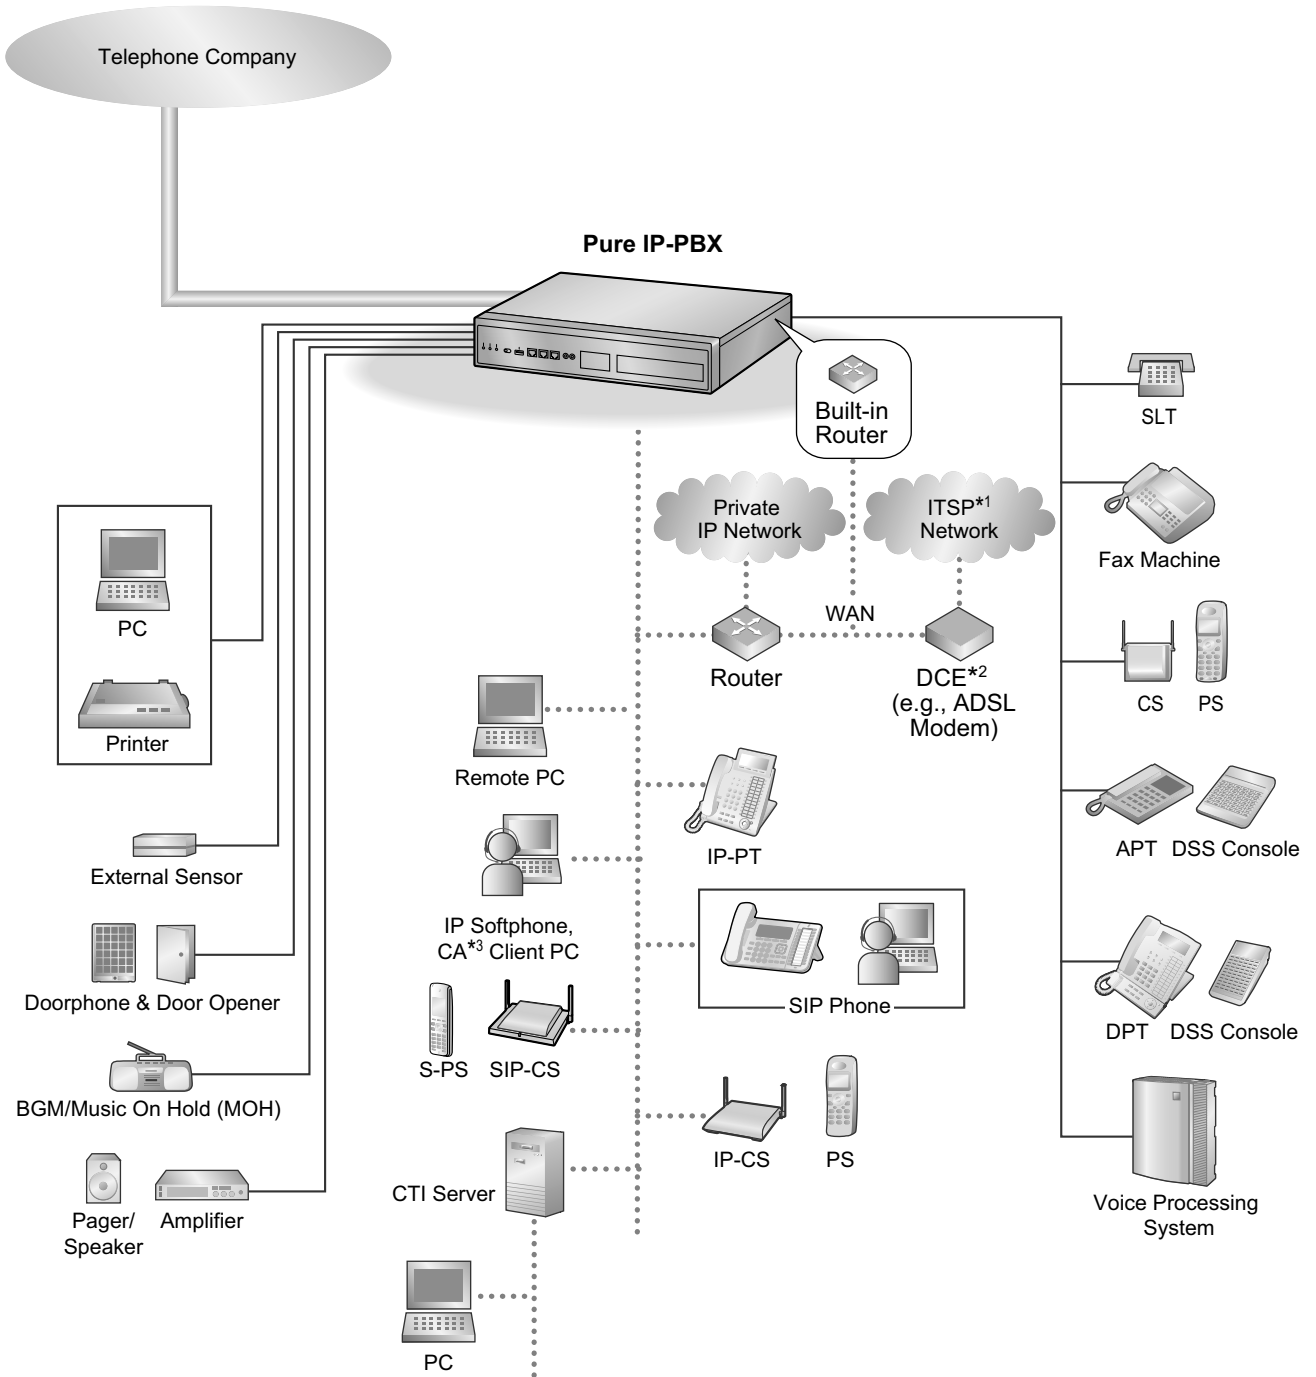 Telephone Company
Pure IP-PBX
Built-in
Router
SLT
Private
IP Network
ITSP*1
Network
Fax Machine
PC
WAN
Router
DCE*2
(e.g., ADSL
Modem)
CS
PS
Printer
Remote PC
IP-PT
APT
DSS Console
External Sensor
IP Softphone,
CA*3 Client PC
SIP Phone
Doorphone & Door Opener
DPT
DSS Console
S-PS
SIP-CS
BGM/Music On Hold (MOH)
IP-CS
PS
CTI Server
Pager/
Speaker
Amplifier
Voice Processing
System
PC